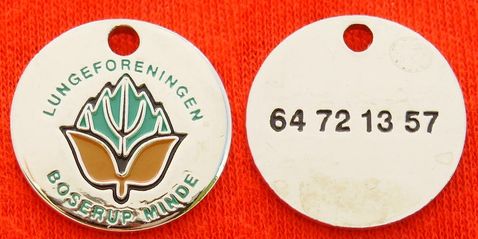 LUNGEFORENINGEN
BOSERUP MINDE
64 72 13 57